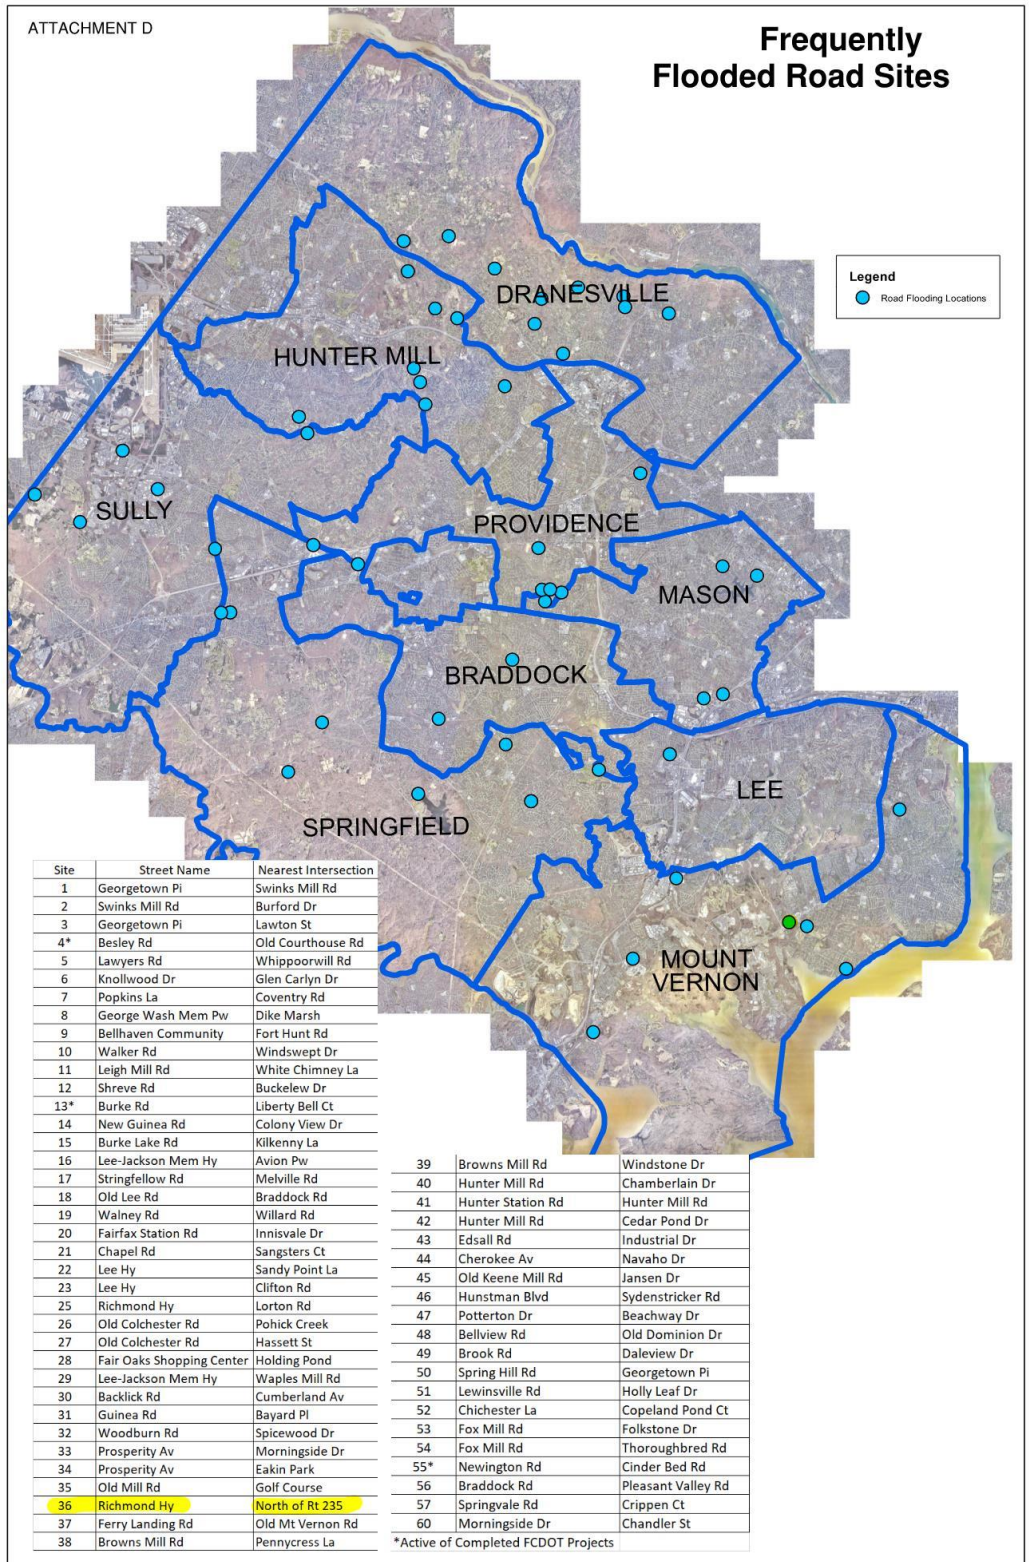 ATTACHMENT D
Frequently
Flooded Road Sites
Legend
Road Flooding Locations
DRANESVILLE
HUNTER MILL
SULLY
PROVIDENCE
MASON
BRADDOCK
LEE
SPRINGFIELD
MOUNT
VERNON
Site Street Name Nearest Intersection
1 Georgetown Pi Swinks Mill Rd
2 Swinks Mill Rd Burford Dr
3 Georgetown Pi Lawton St
4* Besley Rd Old Courthouse Rd
5 Lawyers Rd Whippoorwill Rd
6 Knollwood Dr Glen Carlyn Dr
7 Popkins La Coventry Rd
8 George Wash Mem Pw Dike Marsh
9 Bellhaven Community Fort Hunt Rd
10 Walker Rd Windswept Dr
11 Leigh Mill Rd White Chimney La
12 Shreve Rd Buckelew Dr
13* Burke Rd Liberty Bell Ct
14 New Guinea Rd Colony View Dr
15 Burke Lake Rd Kilkenny La
16 Lee-Jackson Mem Hy Avion Pw
17 Stringfellow Rd Melville Rd
18 Old Lee Rd Braddock Rd
19 Walney Rd Willard Rd
20 Fairfax Station Rd Innisvale Dr
21 Chapel Rd Sangsters Ct
22 Lee Hy Sandy Point La
23 Lee Hy Clifton Rd
25 Richmond Hy Lorton Rd
26 Old Colchester Rd Pohick Creek
27 Old Colchester Rd Hassett St
28 Fair Oaks Shopping Center Holding Pond
29 Lee-Jackson Mem Hy Waples Mill Rd
30 Backlick Rd Cumberland Av
31 Guinea Rd Bayard Pl
32 Woodburn Rd Spicewood Dr
33 Prosperity Av Morningside Dr
34 Prosperity Av Eakin Park
35 Old Mill Rd Golf Course
36 Richmond Hy North of Rt 235
37 Ferry Landing Rd Old Mt Vernon Rd
38 Browns Mill Rd Pennycress La
39 Browns Mill Rd Windstone Dr
40 Hunter Mill Rd Chamberlain Dr
41 Hunter Station Rd Hunter Mill Rd
42 Hunter Mill Rd Cedar Pond Dr
43 Edsall Rd Industrial Dr
44 Cherokee Av Navaho Dr
45 Old Keene Mill Rd Jansen Dr
46 Hunstman Blvd Sydenstricker Rd
47 Potterton Dr Beachway Dr
48 Bellview Rd Old Dominion Dr
49 Brook Rd Daleview Dr
50 Spring Hill Rd Georgetown Pi
51 Lewinsville Rd Holly Leaf Dr
52 Chichester La Copeland Pond Ct
53 Fox Mill Rd Folkstone Dr
54 Fox Mill Rd Thoroughbred Rd
55* Newington Rd Cinder Bed Rd
56 Braddock Rd Pleasant Valley Rd
57 Springvale Rd Crippen Ct
60 Morningside Dr Chandler St
*Active of Completed FCDOT Projects